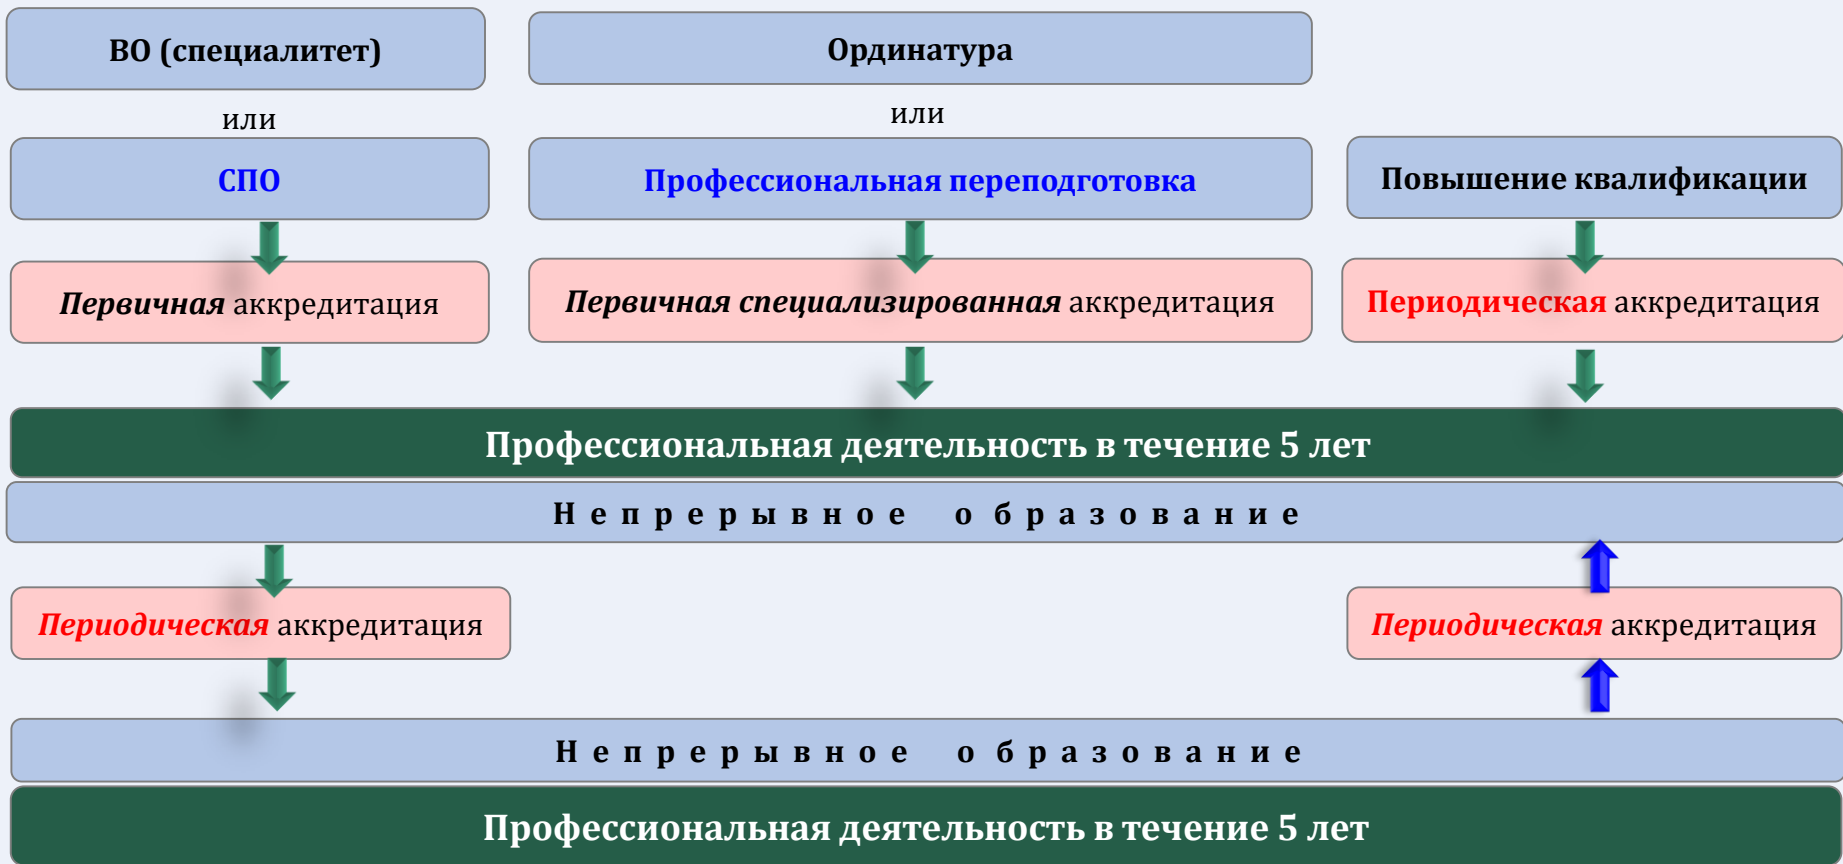 ВО (специалитет)
Ординатура
или
или
СПО
Профессиональная переподготовка
Повышение квалификации
Первичная аккредитация
Первичная специализированная аккредитация
Периодическая аккредитация
Профессиональная деятельность в течение 5 лет
Непрерывное образование
Периодическая аккредитация
Периодическая аккредитация
Непрерывное образование
Профессиональная деятельность в течение 5 лет